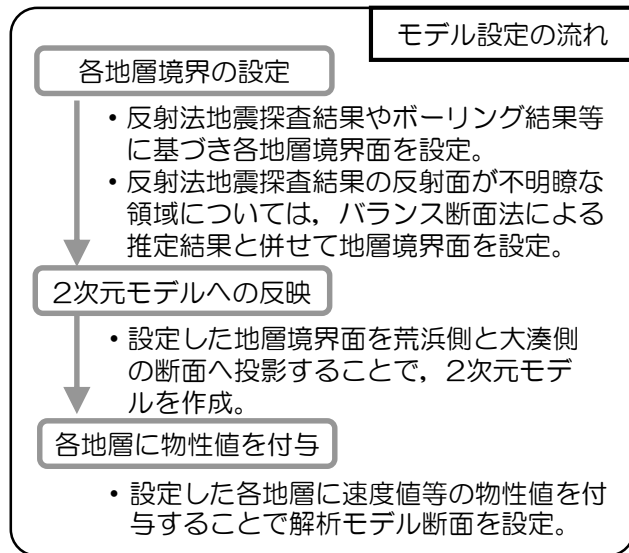 モデル設定の流れ
各地層境界の設定
・反射法地震探査結果やボーリング結果等
に基づき各地層境界面を設定。
・反射法地震探査結果の反射面が不明瞭な
領域については，バランス断面法による
推定結果と併せて地層境界面を設定。
2次元モデルへの反映
・設定した地層境界面を荒浜側と大湊側
の断面へ投影することで，2次元モデ
ルを作成。
各地層に物性値を付与
・設定した各地層に速度値等の物性値を付
与することで解析モデル断面を設定。